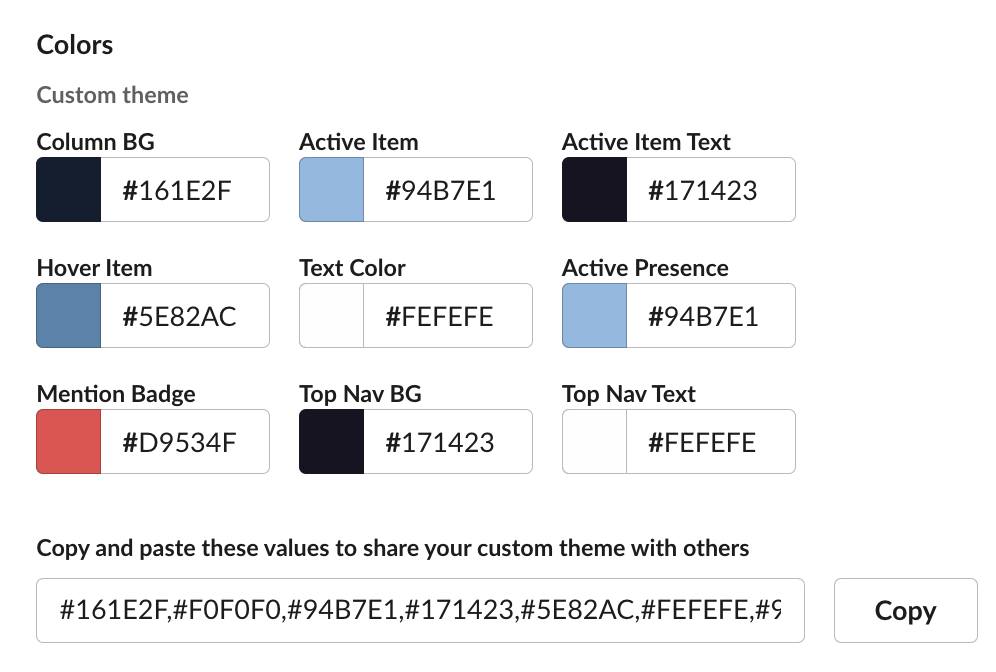 Colors
Custom theme
Column BG
Active Item
Active Item Text
#161E2F
#94B7E1
#171423
Hover Item
Text Color
Active Presence
#5E82AC
#FEFEFE
#94B7E1
Mention Badge
Top Nav BG
Top Nav Text
#D9534F
#171423
#FEFEFE
Copy and paste these values to share your custom theme with others
#161E2F,#F0F0F0,#94B7E1,#171423,#5E82AC,#FEFEFE,#9
Copy